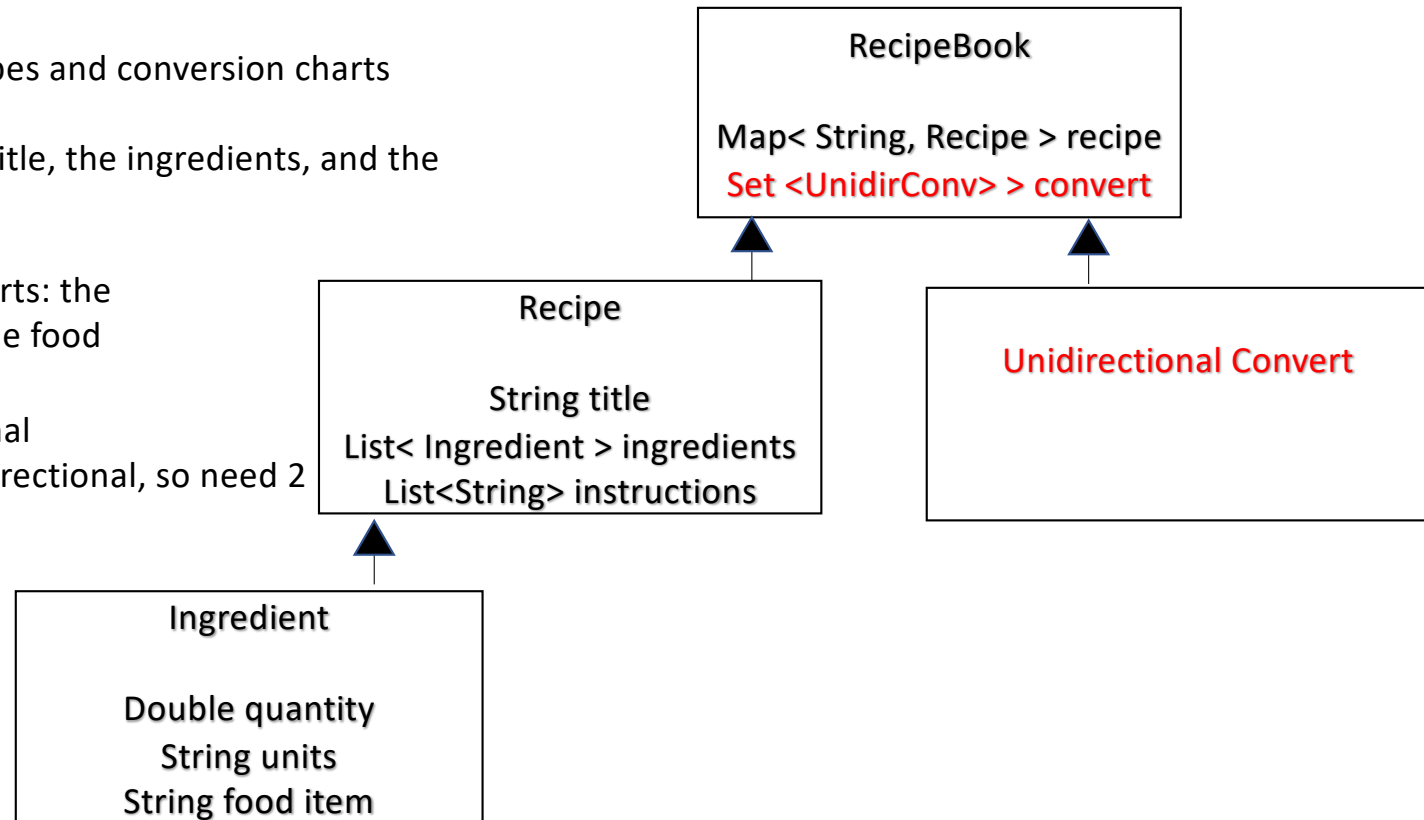 pes and conversion charts
itle, the ingredients, and the
rts: the
e food
nal
rectional, so need 2
RecipeBook
Map< String, Recipe > recipe
Set <UnidirConv> > convert
Recipe
String title
List< Ingredient > ingredients
List<String> instructions
Unidirectional Convert
Ingredient
Double quantity
String units
String food item